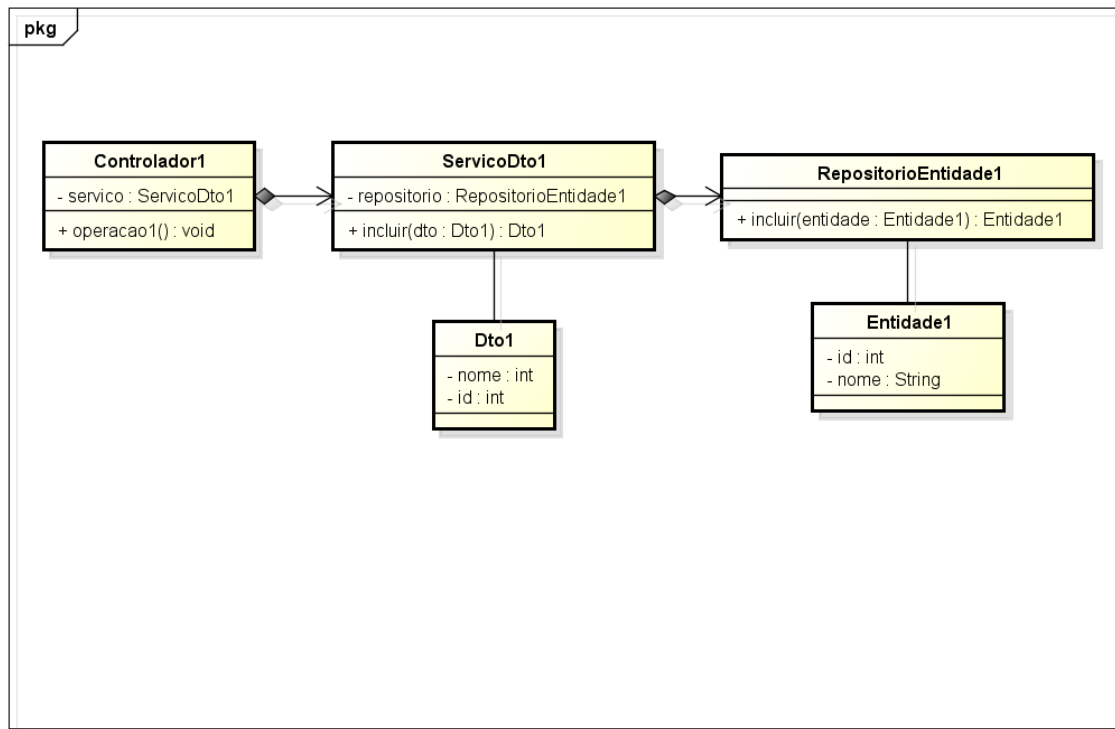 pkg
Controlador1
- servico : ServicoDto1
+ operacao1() : void
ServicoDto1
- repositorio : RepositorioEntidade1
+ incluir(dto : Dto1) : Dto1
RepositorioEntidade1
+ incluir(entidade : Entidade1) : Entidade1
Dto1
- nome : int
- id : int
Entidade1
- id : int
- nome : String